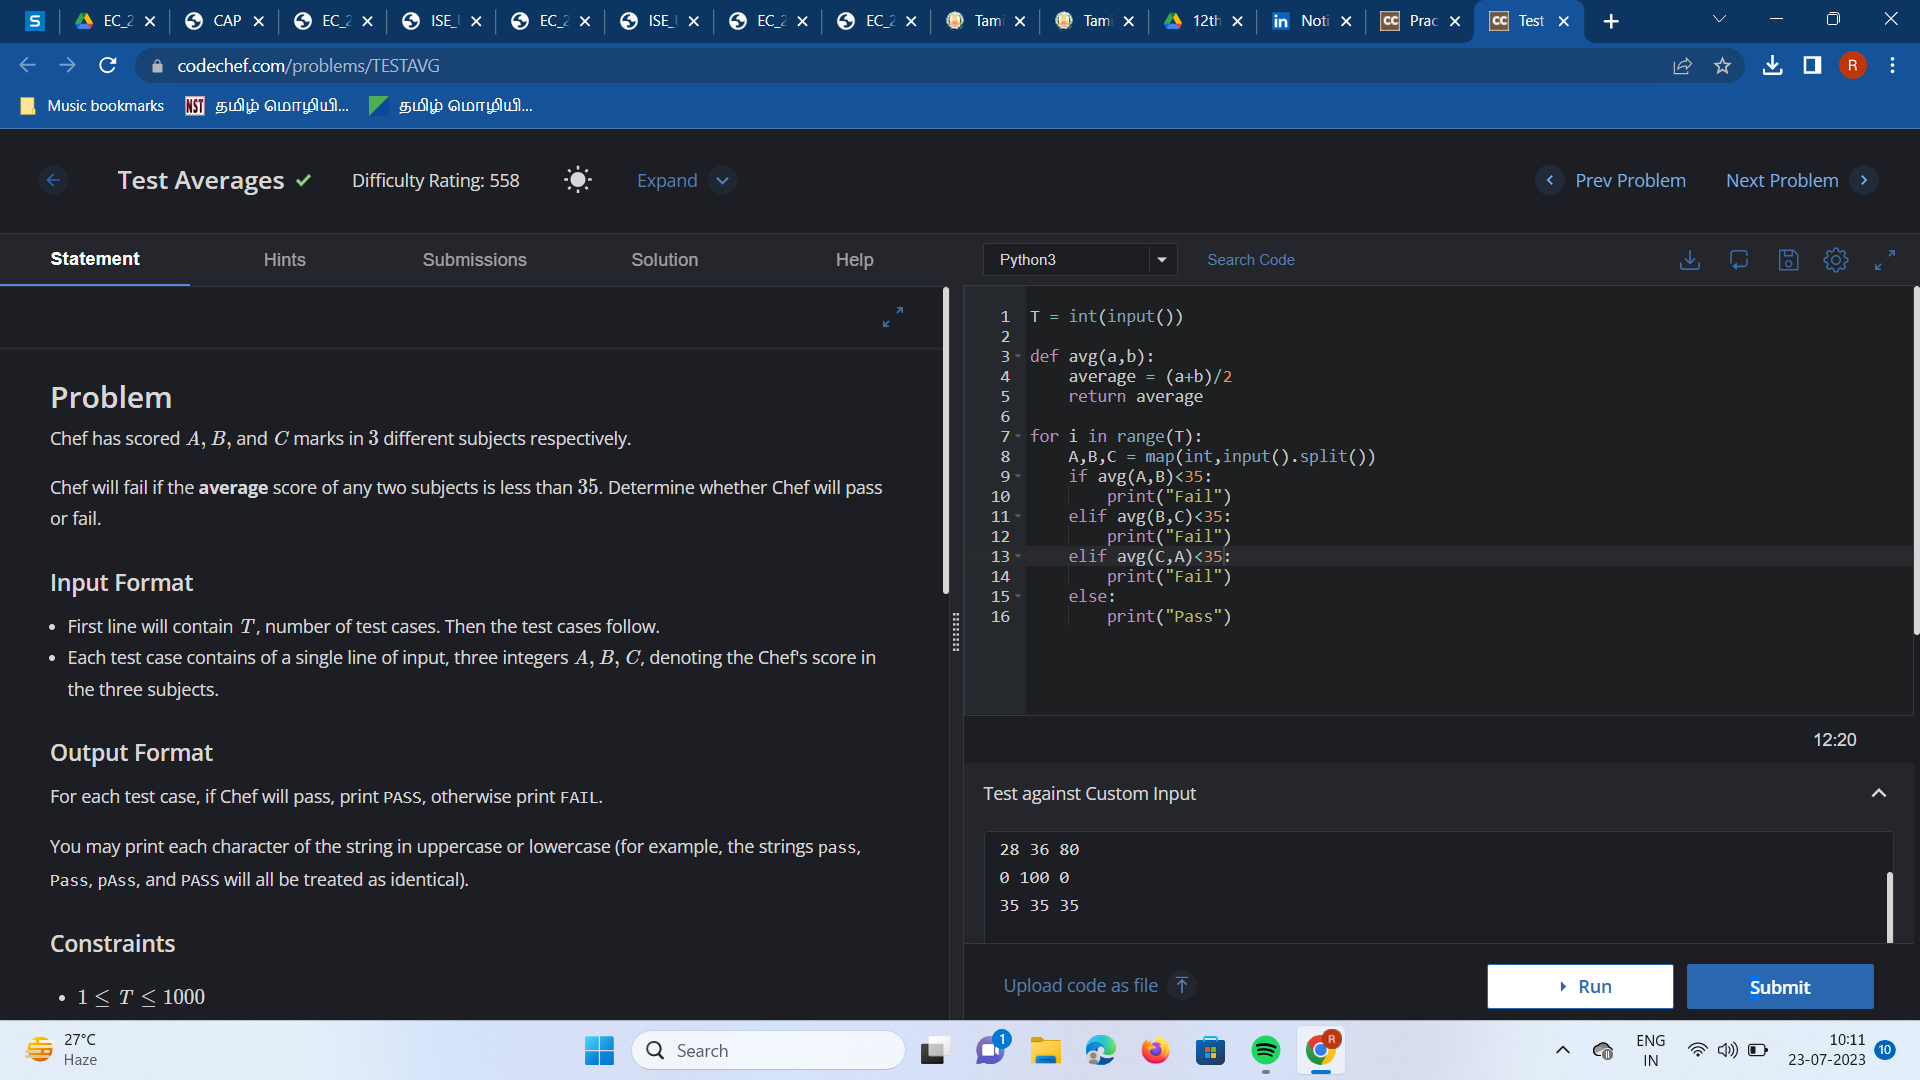 EC_2
CAP
EC_2
ISE_U
EC_2
ISE_U
EC_2
EC_2
Tami
Tami
12th
Noti
Prac
Test
codechef.com/problems/TESTAVG
R
Music bookmarks
NST
தமிழ் மொழியி...
தமிழ் மொழியி...
Test Averages
Difficulty Rating: 558
Expand
Prev Problem
Next Problem
Statement
Hints
Submissions
Solution
Help
Python3
Search Code
Problem
Chef has scored A, B, and C marks in 3 different subjects respectively.
Chef will fail if the average score of any two subjects is less than 35. Determine whether Chef will pass
or fail.
Input Format
• First line will contain T, number of test cases. Then the test cases follow.
• Each test case contains of a single line of input, three integers A, B, C, denoting the Chef's score in
the three subjects.
Output Format
For each test case, if Chef will pass, print PASS, otherwise print FAIL.
You may print each character of the string in uppercase or lowercase (for example, the strings pass,
Pass, pAss, and PASS will all be treated as identical).
Constraints
• 1 ≤ T ≤ 1000
1 T = int(input())
2
3 def avg(a,b):
4     average = (a+b)/2
5     return average
6
7 for i in range(T):
8     A,B,C = map(int,input().split())
9     if avg(A,B)<35:
10         print("Fail")
11     elif avg(B,C)<35:
12         print("Fail")
13     elif avg(C,A)<35:
14         print("Fail")
15     else:
16         print("Pass")
12:20
Test against Custom Input
28 36 80
0 100 0
35 35 35
Upload code as file
Run
Submit
27°C
Haze
Search
1
R
ENG
IN
10:11
23-07-2023
10